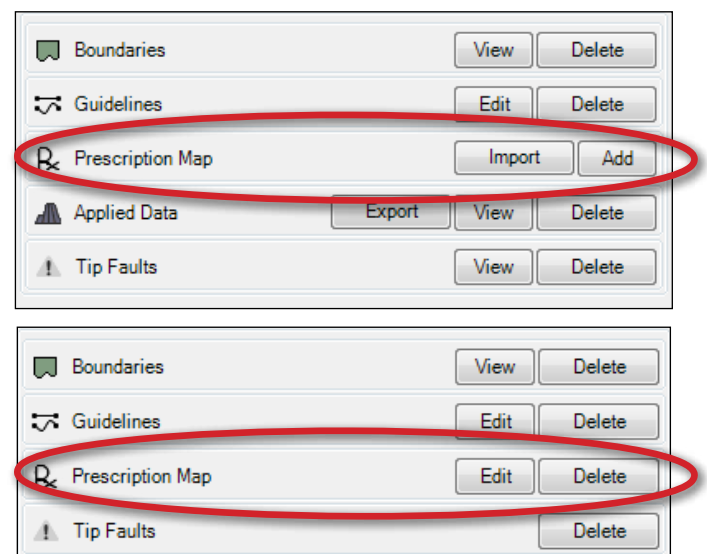 Boundaries View Delete
Guidelines Edit Delete
Prescription Map Import Add
Applied Data Export View Delete
Tip Faults View Delete
Boundaries View Delete
Guidelines Edit Delete
Prescription Map Edit Delete
Tip Faults Delete